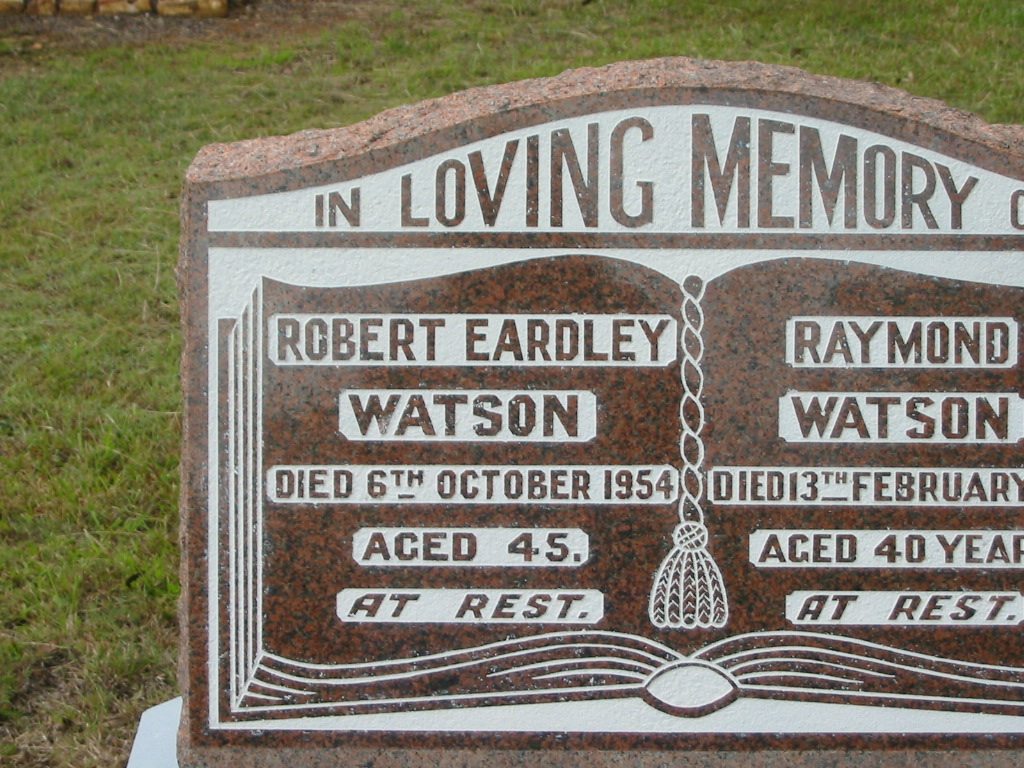 IN LOVING MEMORY
ROBERT EARDLEY
WATSON
DIED 6TH OCTOBER 1954
AGED 45.
AT REST.
RAYMOND
WATSON
DIED 13TH FEBRUARY
AGED 40
AT REST.